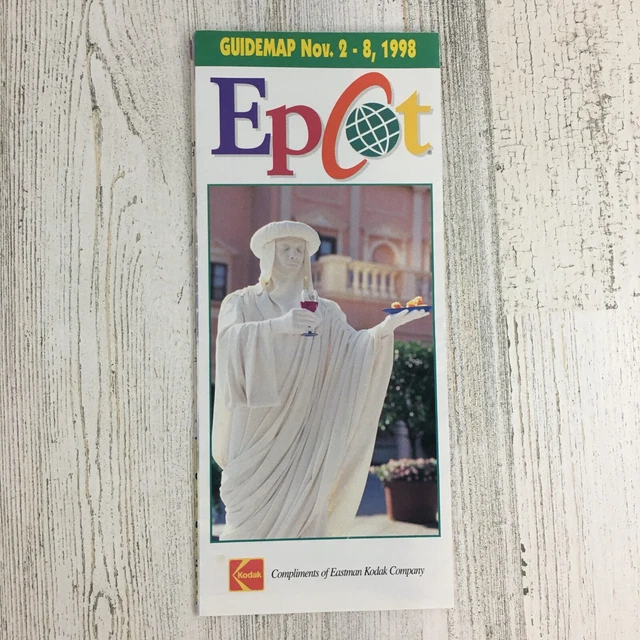 GUIDEMAP Nov. 2 - 8, 1998
Epcot
Kodak
Compliments of Eastman Kodak Company